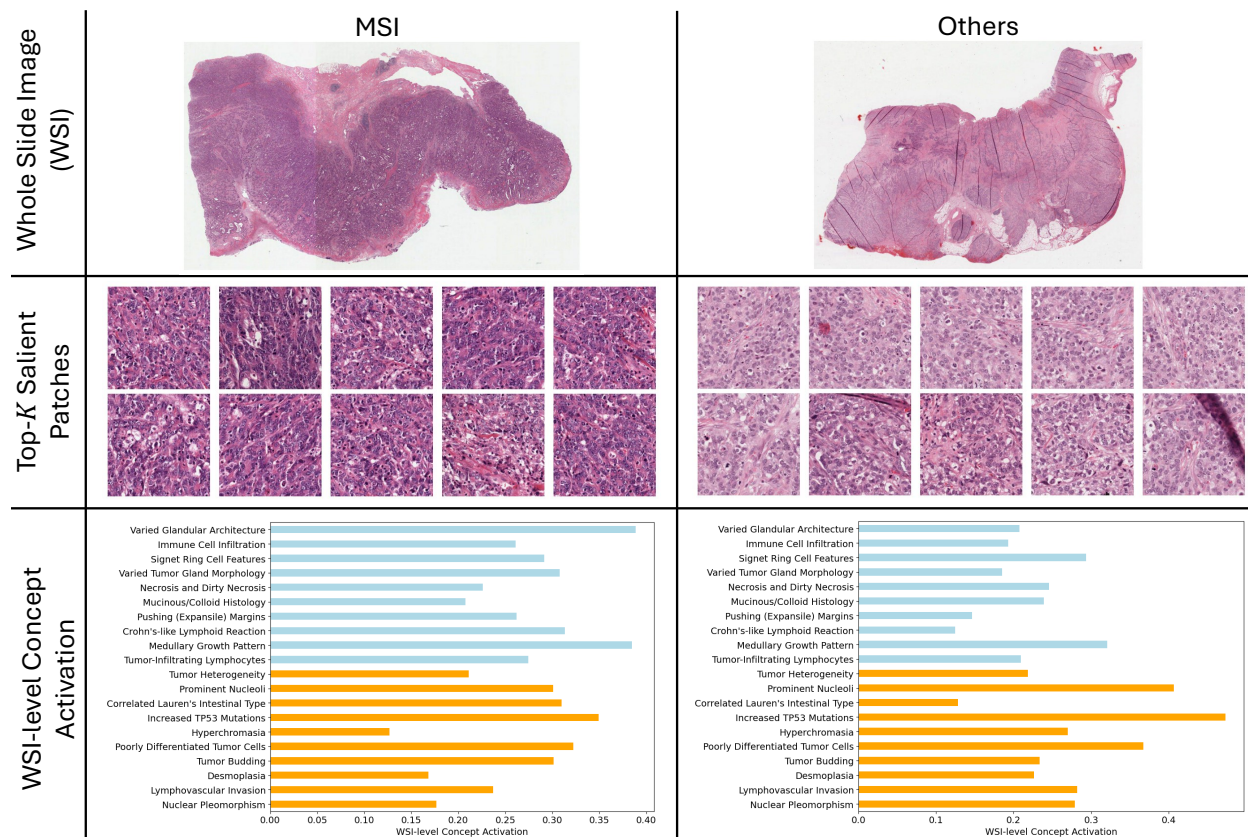 MSI
Others
Whole Slide Image
(WSI)
Top-K Salient
Patches
WSI-level Concept
Activation
Varied Glandular Architecture
Immune Cell Infiltration
Signet Ring Cell Features
Varied Tumor Gland Morphology
Necrosis and Dirty Necrosis
Mucinous/Colloid Histology
Pushing (Expansile) Margins
Crohn's-like Lymphoid Reaction
Medullary Growth Pattern
Tumor-Infiltrating Lymphocytes
Tumor Heterogeneity
Prominent Nucleoli
Correlated Lauren's Intestinal Type
Increased TP53 Mutations
Hyperchromasia
Poorly Differentiated Tumor Cells
Tumor Budding
Desmoplasia
Lymphovascular Invasion
Nuclear Pleomorphism
0.00 0.05 0.10 0.15 0.20 0.25 0.30 0.35 0.40
WSI-level Concept Activation
Varied Glandular Architecture
Immune Cell Infiltration
Signet Ring Cell Features
Varied Tumor Gland Morphology
Necrosis and Dirty Necrosis
Mucinous/Colloid Histology
Pushing (Expansile) Margins
Crohn's-like Lymphoid Reaction
Medullary Growth Pattern
Tumor-Infiltrating Lymphocytes
Tumor Heterogeneity
Prominent Nucleoli
Correlated Lauren's Intestinal Type
Increased TP53 Mutations
Hyperchromasia
Poorly Differentiated Tumor Cells
Tumor Budding
Desmoplasia
Lymphovascular Invasion
Nuclear Pleomorphism
0.0 0.1 0.2 0.3 0.4
WSI-level Concept Activation